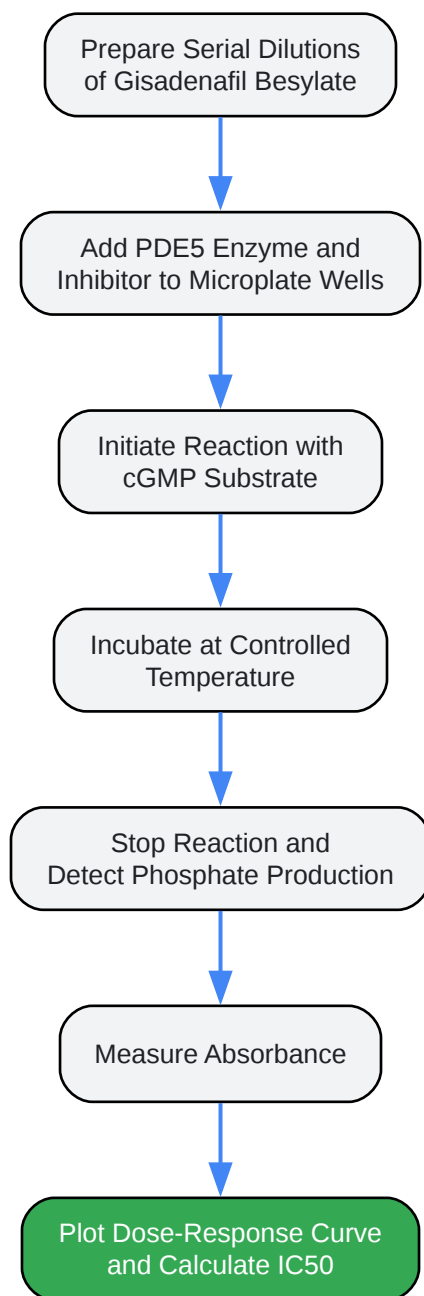 Prepare Serial Dilutions
of Gisadenafil Besylate
Add PDE5 Enzyme and
Inhibitor to Microplate Wells
Initiate Reaction with
cGMP Substrate
Incubate at Controlled
Temperature
Stop Reaction and
Detect Phosphate Production
Measure Absorbance
Plot Dose-Response Curve
and Calculate IC50